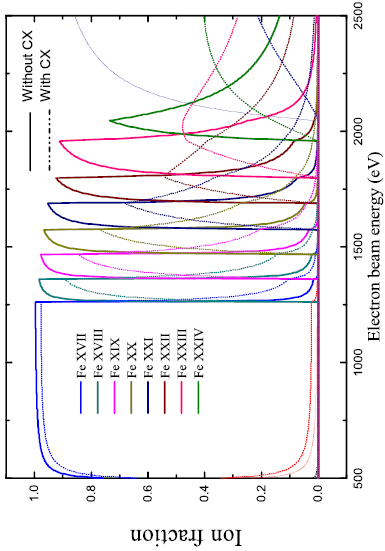 Without CX
With CX
Fe XVII
Fe XVIII
Fe XIX
Fe XX
Fe XXI
Fe XXII
Fe XXIII
Fe XXIV
Ion fraction
1.0
0.8
0.6
0.4
0.2
0.0
500
1000
1500
2000
2500
Electron beam energy (eV)